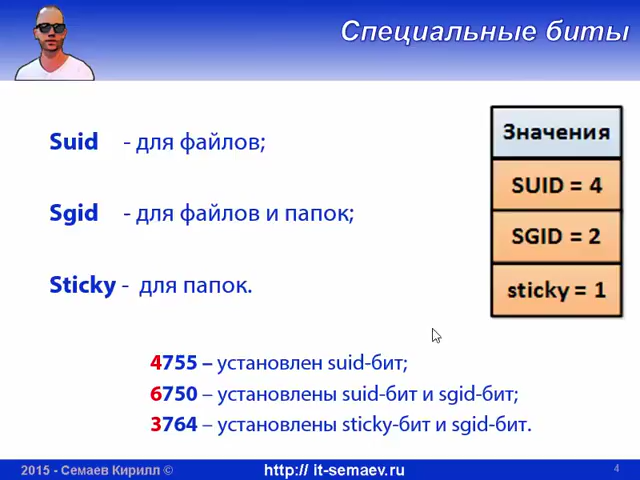 Специальные биты
Suid - для файлов;
Sgid - для файлов и папок;
Sticky - для папок.
Значения
SUID = 4
SGID = 2
sticky = 1
4755 – установлен suid-бит;
6750 – установлены suid-бит и sgid-бит;
3764 – установлены sticky-бит и sgid-бит.
2015 - Семаев Кирилл ©
http:// it-semaev.ru
4